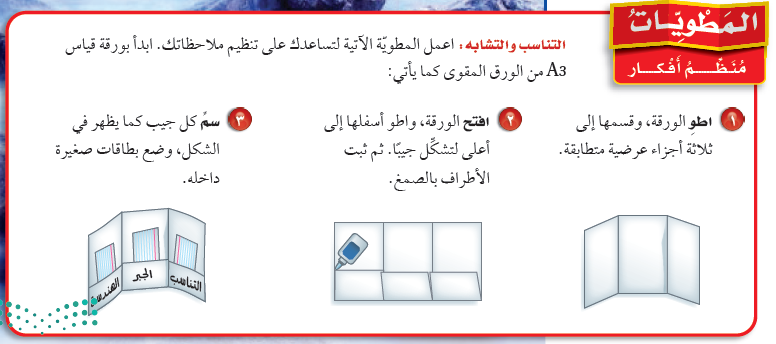 المَطْوِيَّاتُ
مُنَظِّمُ أَفْكَار
التناسب والتشابه: اعمل المطويّة الآتية لتساعدك على تنظيم ملاحظاتك. ابدأ بورقة قياس
A3 من الورق المقوى كما يأتي:
١ اطوِ الورقة، وقسمها إلى
ثلاثة أجزاء عرضية متطابقة.
٢ افتح الورقة، واطو أسفلها إلى
أعلى لتشكِّل جيبًا. ثم ثبت
الأطراف بالصمغ.
٣ سمِّ كل جيب كما يظهر في
الشكل، وضع بطاقات صغيرة
داخله.
التناسب
الجبر
الهندسة